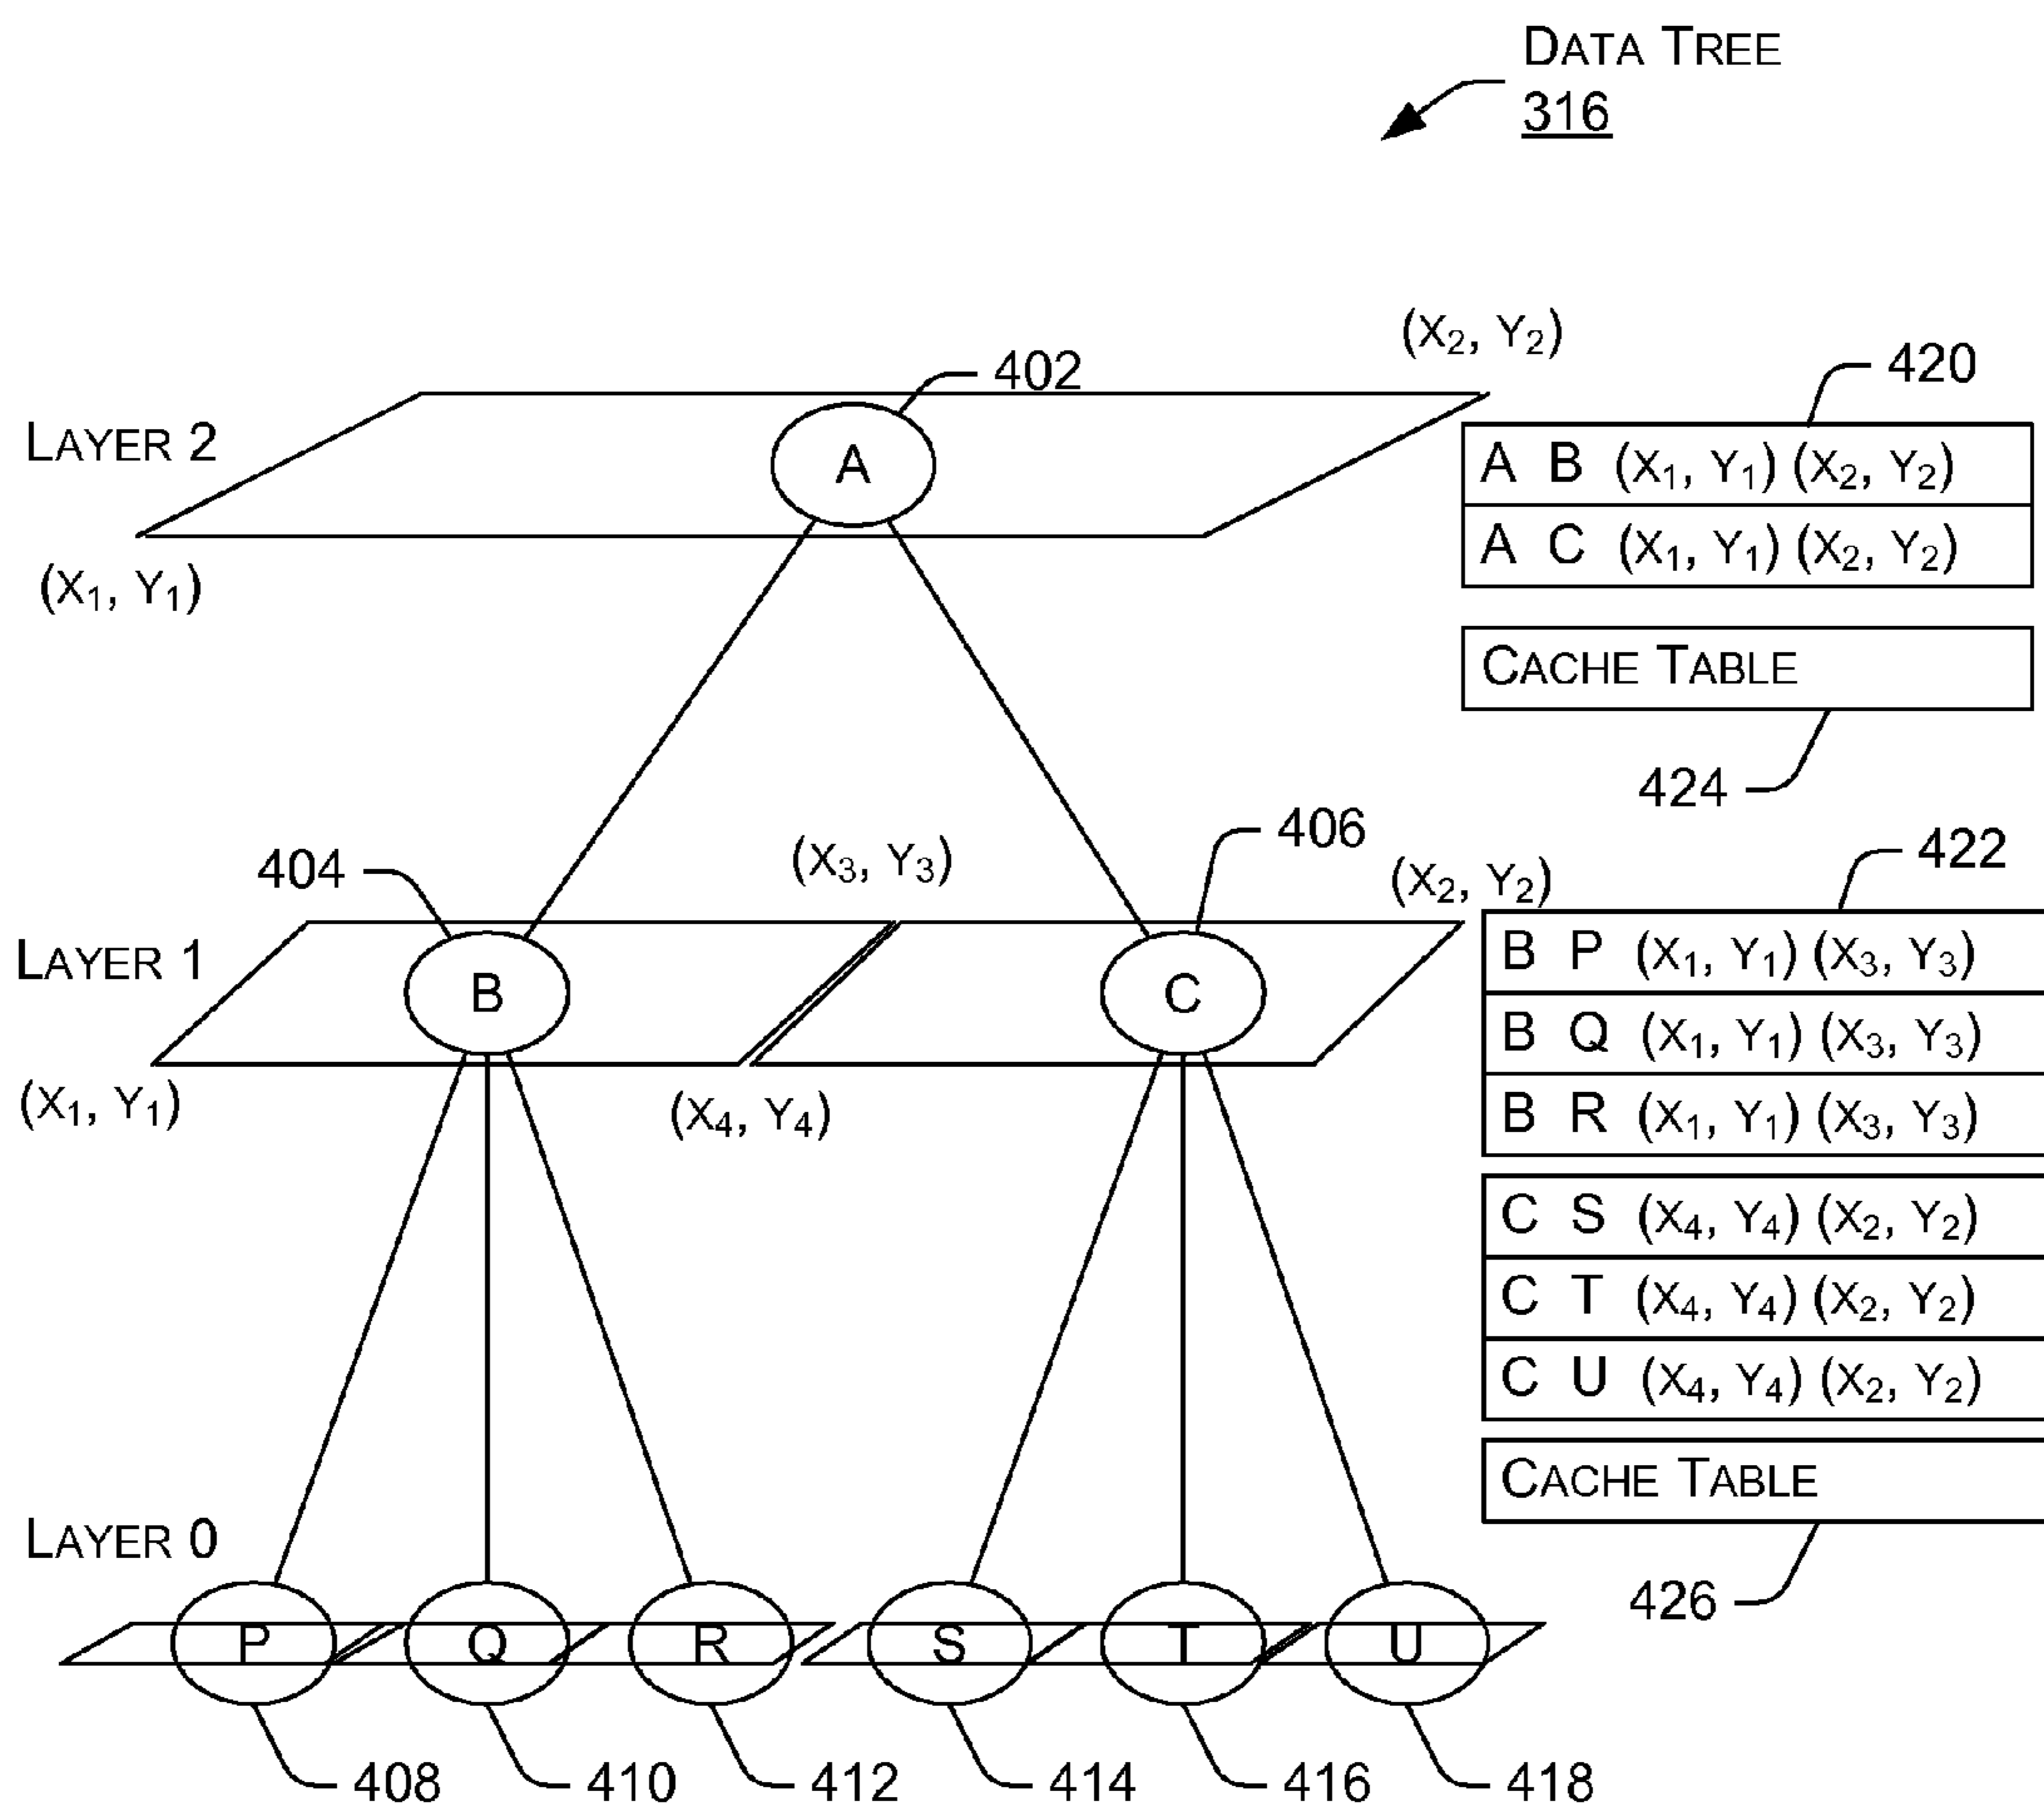 DATA TREE
316
(X₂, Y₂)
402
420
LAYER 2
A
A B (X₁, Y₁) (X₂, Y₂)
A C (X₁, Y₁) (X₂, Y₂)
(X₁, Y₁)
CACHE TABLE
424
404
(X₃, Y₃)
406
(X₂, Y₂)
422
LAYER 1
B
C
B P (X₁, Y₁) (X₃, Y₃)
B Q (X₁, Y₁) (X₃, Y₃)
B R (X₁, Y₁) (X₃, Y₃)
(X₁, Y₁)
(X₄, Y₄)
C S (X₄, Y₄) (X₂, Y₂)
C T (X₄, Y₄) (X₂, Y₂)
C U (X₄, Y₄) (X₂, Y₂)
CACHE TABLE
426
LAYER 0
P
Q
R
S
T
U
408
410
412
414
416
418